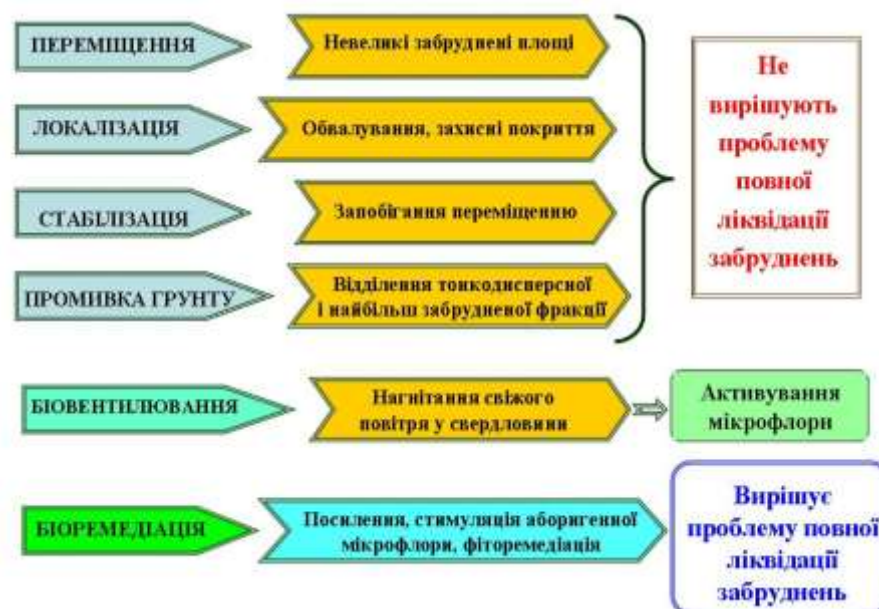 ПЕРЕМІЩЕННЯ
Невеликі забруднені площі
ЛОКАЛІЗАЦІЯ
Обвалування, захисні покриття
СТАБІЛІЗАЦІЯ
Запобігання переміщенню
ПРОМИВКА ГРУНТУ
Відділення тонкодисперсної
і найбільш забрудненої фракції
Не
вирішують
проблему
повної
ліквідації
забруднень
БІОВЕНТИЛЮВАННЯ
Нагнітання свіжого
повітря у свердловини
Активування
мікрофлори
БІОРЕМЕДІАЦІЯ
Посилення, стимуляція аборигенної
мікрофлори, фіторемедіація
Вирішує
проблему повної
ліквідації
забруднень